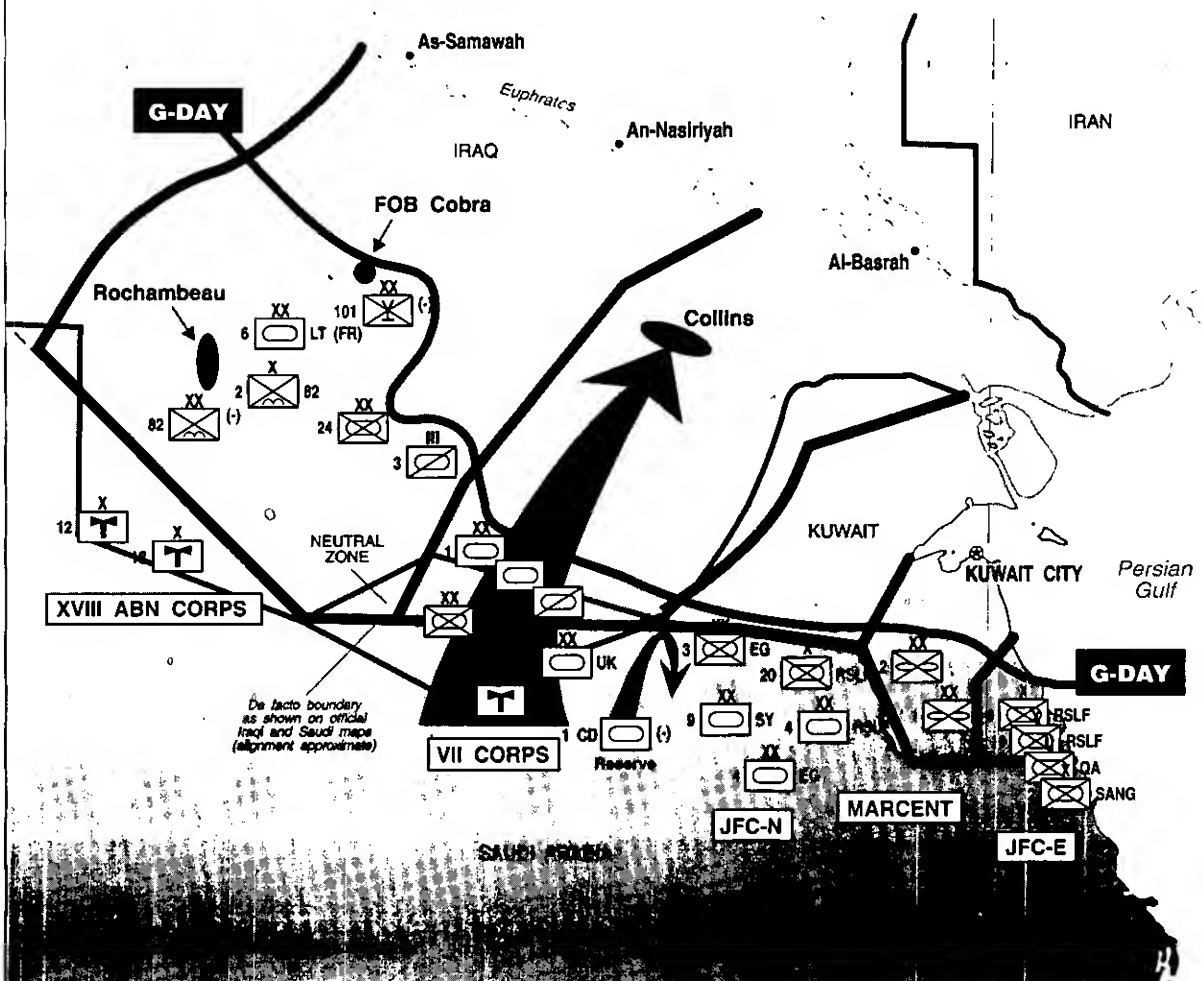 As-Samawah
Euphrates
G-DAY
An-Nasiriyah
IRAN
IRAQ
FOB Cobra
Al-Basrah
Rochambeau
XX
101 (-)
XX
6 LT (FR)
Collins
X
2 82
XX
82 (-)
XX
24
III
3
X
12
X
NEUTRAL
ZONE
KUWAIT
KUWAIT CITY
Persian
Gulf
XX
1
XVIII ABN CORPS
XX
XX
UK
XX
3 EG
X
20
XX
2
G-DAY
De facto boundary
as shown on official
Iraqi and Saudi maps
(alignment approximate)
XX
9 SY
XX
4
XX
X
RSLF
RSLF
QA
SANG
VII CORPS
1 CD (-)
Reserve
XX
EG
JFC-N
MARCENT
JFC-E
SAUDI ARABIA